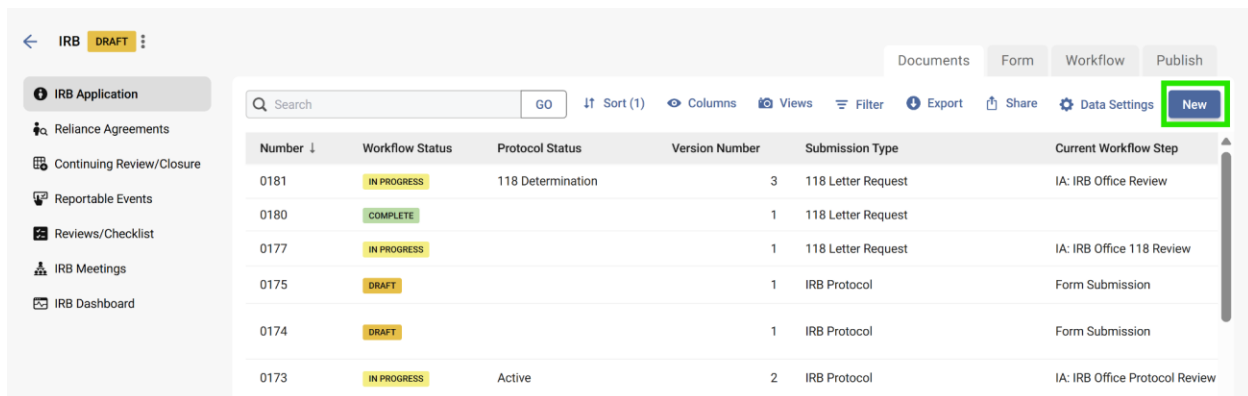 IRB DRAFT
Documents Form Workflow Publish
IRB Application
Reliance Agreements
Continuing Review/Closure
Reportable Events
Reviews/Checklist
IRB Meetings
IRB Dashboard
Search GO Sort (1) Columns Views Filter Export Share Data Settings New
Number ↓ Workflow Status Protocol Status Version Number Submission Type Current Workflow Step
0181 IN PROGRESS 118 Determination 3 118 Letter Request IA: IRB Office Review
0180 COMPLETE 1 118 Letter Request
0177 IN PROGRESS 1 118 Letter Request IA: IRB Office 118 Review
0175 DRAFT 1 IRB Protocol Form Submission
0174 DRAFT 1 IRB Protocol Form Submission
0173 IN PROGRESS Active 2 IRB Protocol IA: IRB Office Protocol Review